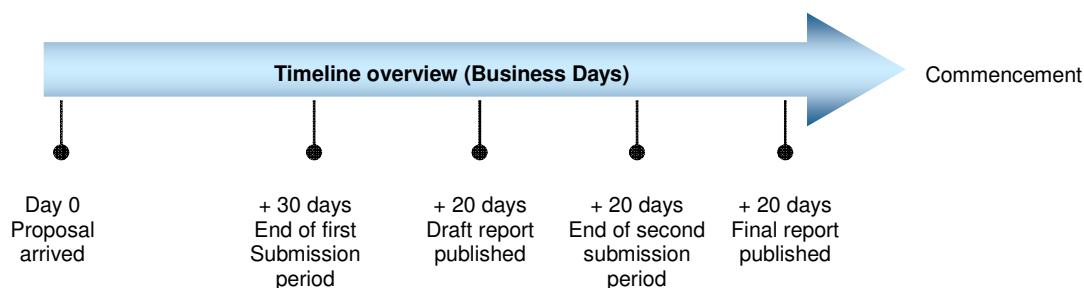 Timeline overview (Business Days)
Commencement
Day 0
Proposal
arrived
+ 30 days
End of first
Submission
period
+ 20 days
Draft report
published
+ 20 days
End of second
submission
period
+ 20 days
Final report
published